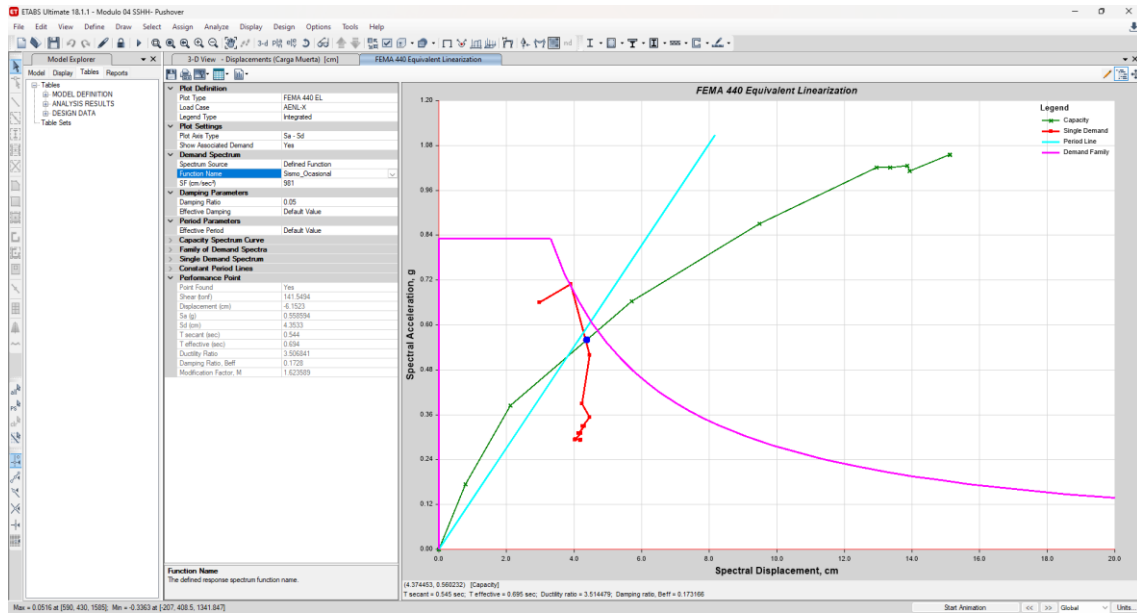 ETABS Ultimate 18.1.1 - Modulo 04 SSHH- Pushover
File Edit View Define Draw Select Assign Analyze Display Design Options Tools Help
Model Explorer
3-D View - Displacements (Carga Muerta) [cm]
FEMA 440 Equivalent Linearization
Model Display Tables Reports
Tables
MODEL DEFINITION
ANALYSIS RESULTS
DESIGN DATA
Table Sets
Plot Definition
Plot Type FEMA 440 EL
Load Case AENL-X
Legend Type Integrated
Plot Settings
Plot Axis Type Sa - Sd
Show Associated Demand Yes
Demand Spectrum
Spectrum Source Defined Function
Function Name Sismo_Ocasional
SF (cm/sec²) 981
Damping Parameters
Damping Ratio 0.05
Effective Damping Default Value
Period Parameters
Effective Period Default Value
Capacity Spectrum Curve
Family of Demand Spectra
Single Demand Spectrum
Constant Period Lines
Performance Point
Point Found Yes
Shear (tonf) 141.5494
Displacement (cm) -6.1523
Sa (g) 0.558594
Sd (cm) 4.3533
T secant (sec) 0.544
T effective (sec) 0.694
Ductility Ratio 3.506841
Damping Ratio, Beff 0.1728
Modification Factor, M 1.623589
Function Name
The defined response spectrum function name.
FEMA 440 Equivalent Linearization
Legend
Capacity
Single Demand
Period Line
Demand Family
Spectral Acceleration, g
1.20
1.08
0.96
0.84
0.72
0.60
0.48
0.36
0.24
0.12
0.00
0.0 2.0 4.0 6.0 8.0 10.0 12.0 14.0 16.0 18.0 20.0
Spectral Displacement, cm
(4.374453, 0.560232) [Capacity]
T secant = 0.545 sec; T effective = 0.695 sec; Ductility ratio = 3.514479; Damping ratio, Beff = 0.173166
Max = 0.0516 at [590, 430, 1585]; Min = -0.3363 at [-207, 408.5, 1341.847]
Start Animation << >> Global Units...